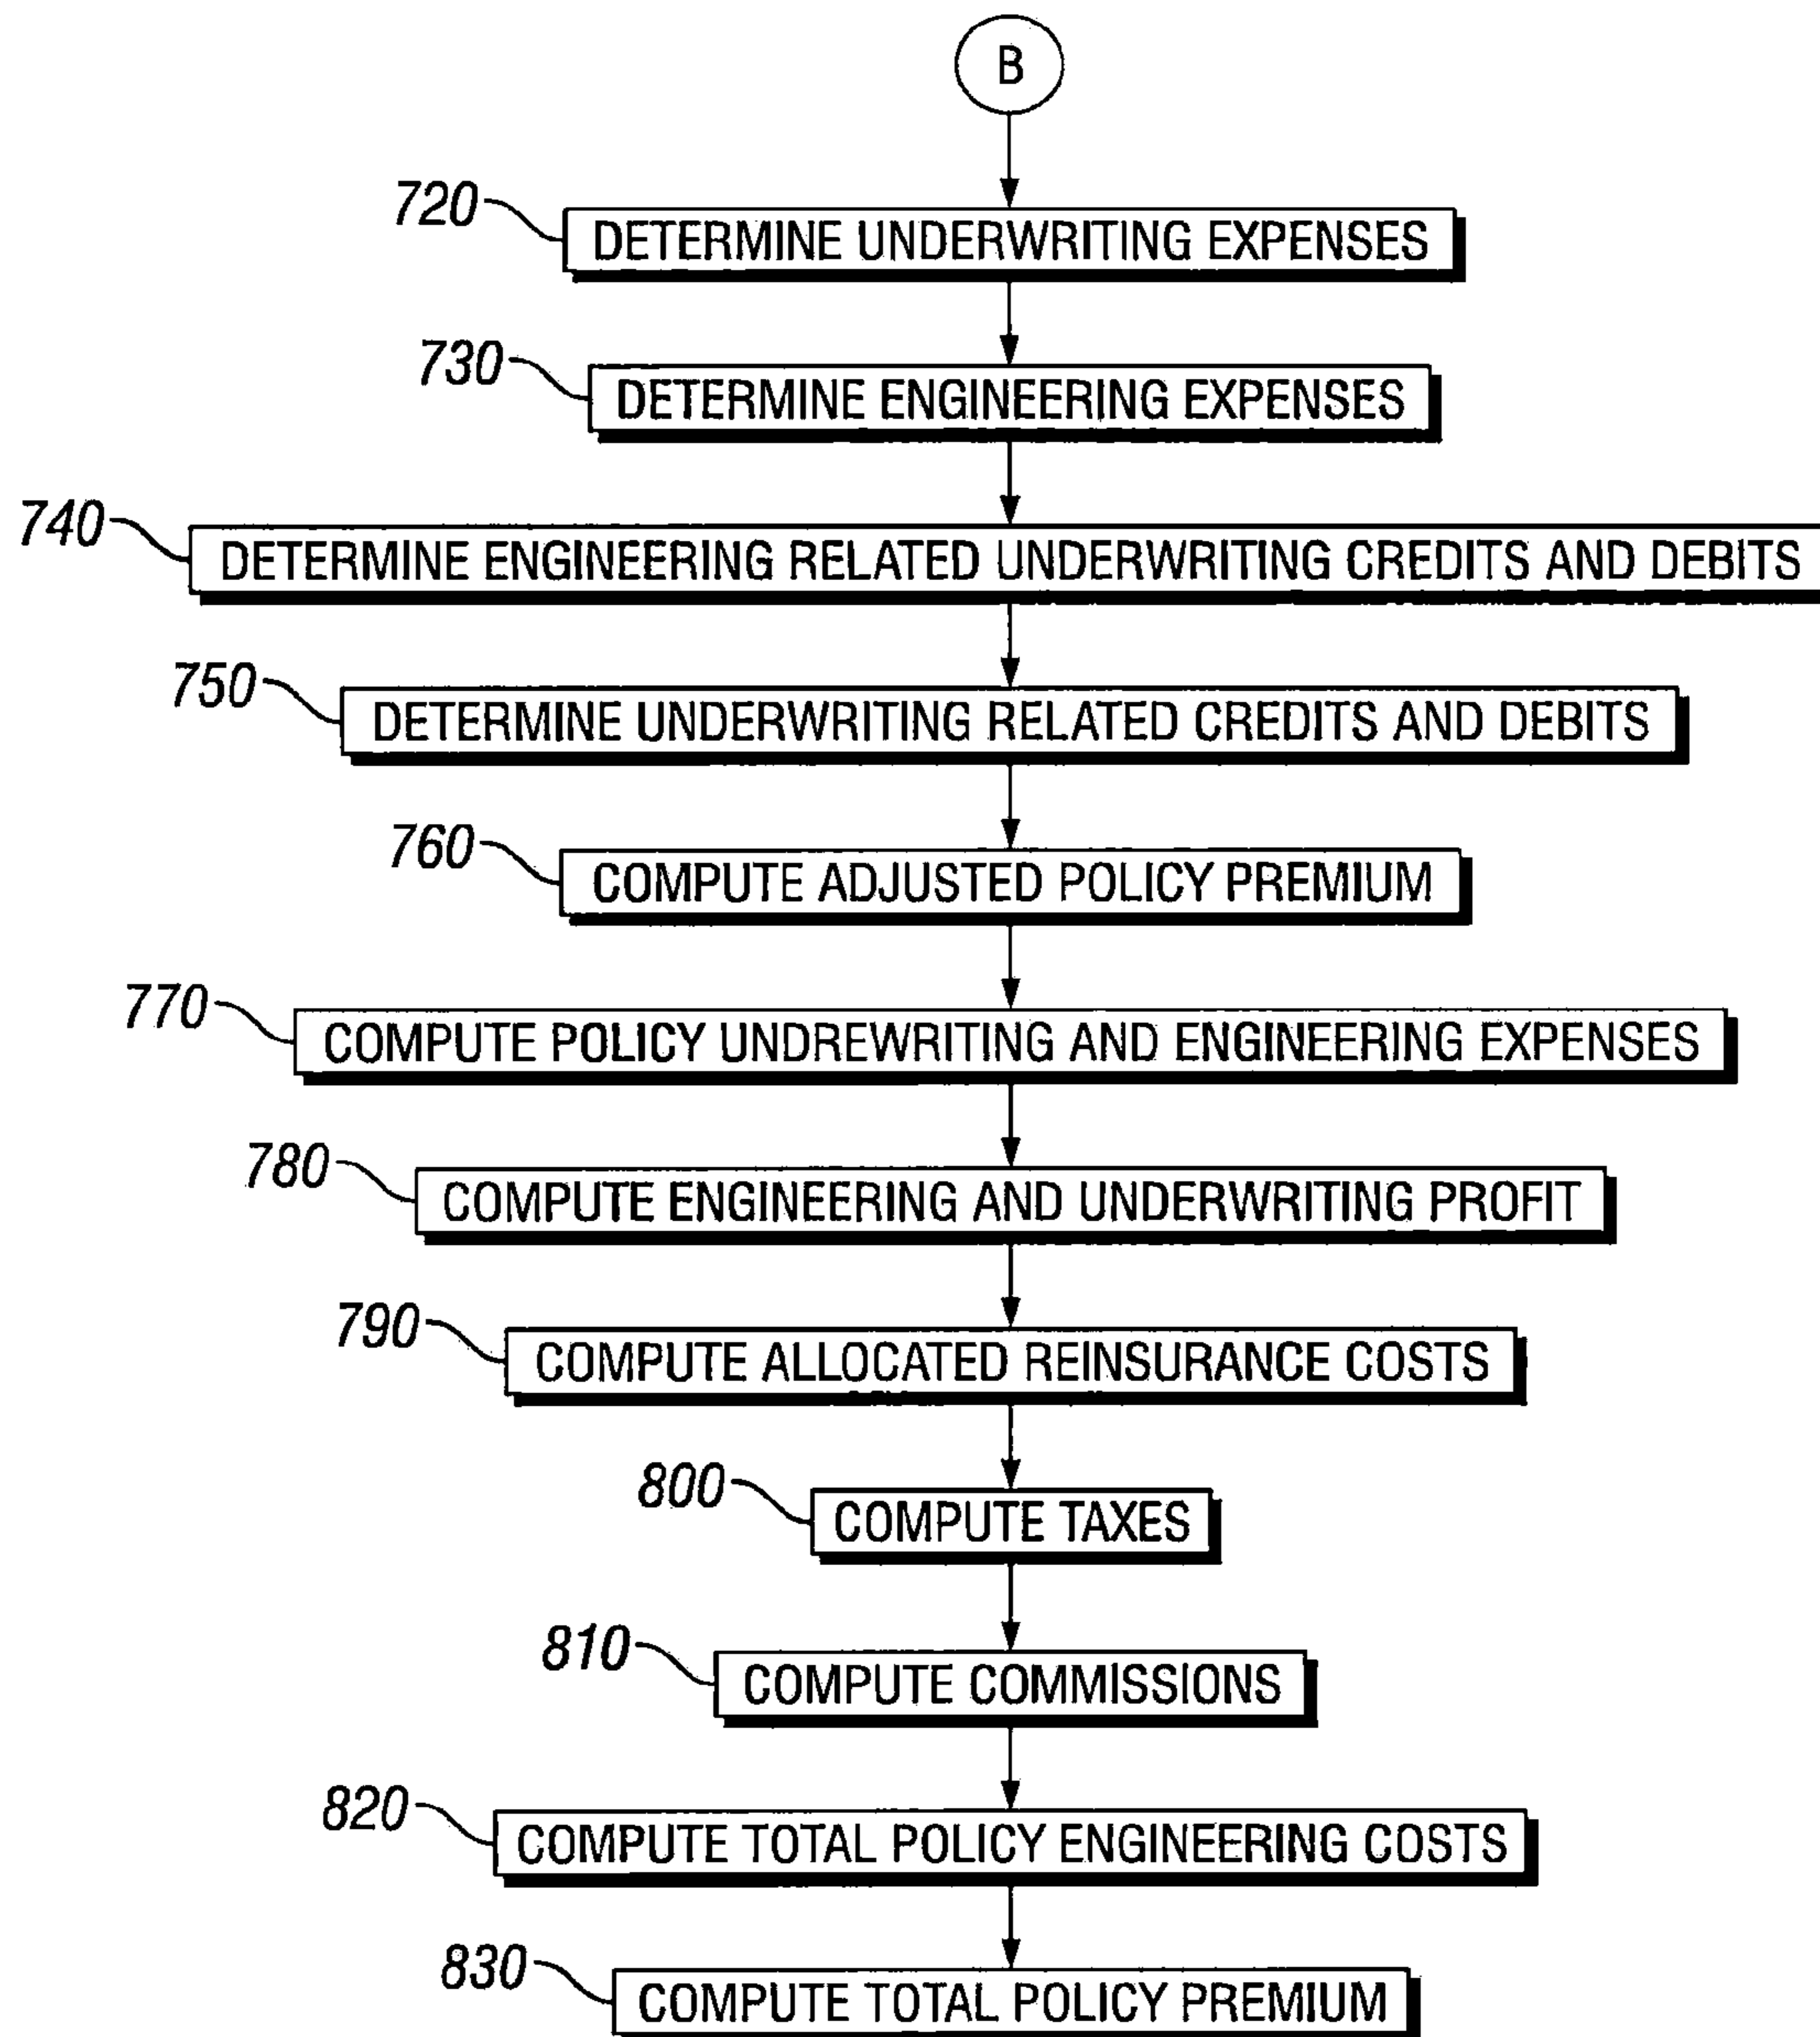 B
720
DETERMINE UNDERWRITING EXPENSES
730
DETERMINE ENGINEERING EXPENSES
740
DETERMINE ENGINEERING RELATED UNDERWRITING CREDITS AND DEBITS
750
DETERMINE UNDERWRITING RELATED CREDITS AND DEBITS
760
COMPUTE ADJUSTED POLICY PREMIUM
770
COMPUTE POLICY UNDREWRITING AND ENGINEERING EXPENSES
780
COMPUTE ENGINEERING AND UNDERWRITING PROFIT
790
COMPUTE ALLOCATED REINSURANCE COSTS
800
COMPUTE TAXES
810
COMPUTE COMMISSIONS
820
COMPUTE TOTAL POLICY ENGINEERING COSTS
830
COMPUTE TOTAL POLICY PREMIUM